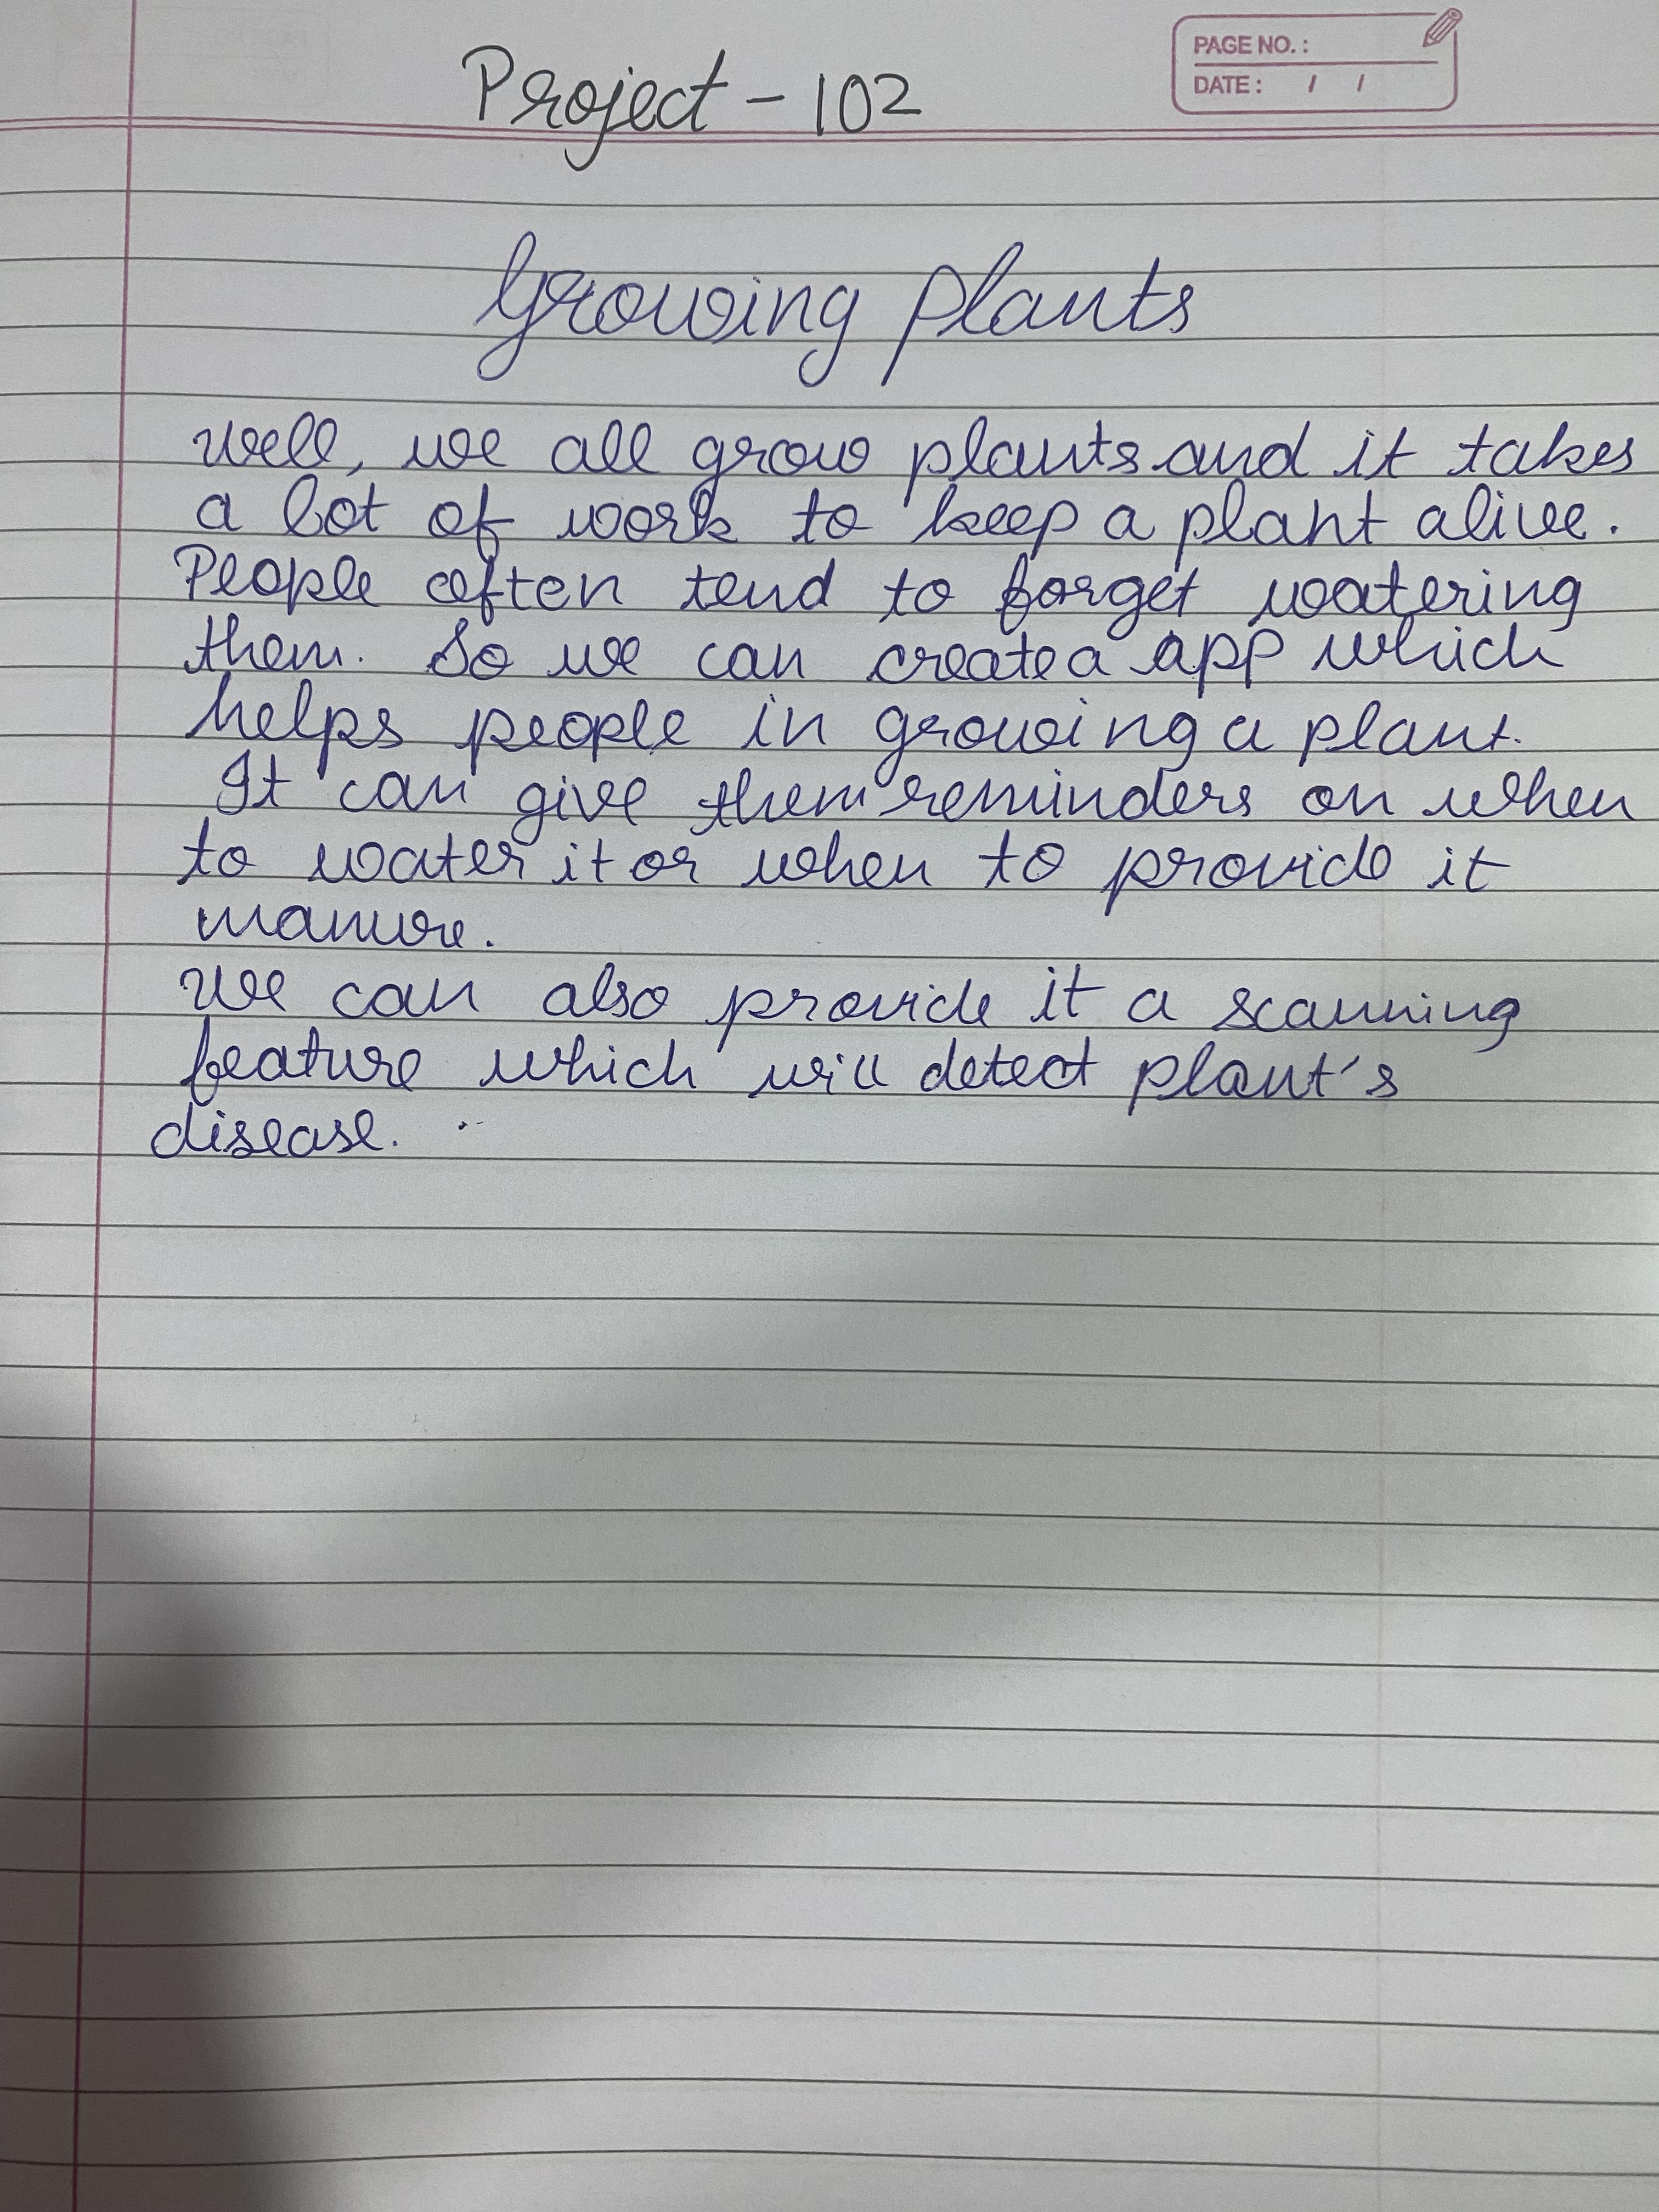 PAGE NO.:
DATE: / /
Project - 102
Growing plants
Well, we all grow plants and it takes
a lot of work to keep a plant alive.
People often tend to forget watering
them. So we can create a app which
helps people in growing a plant.
It can give them reminders on when
to water it or when to provide it
manure.
We can also provide it a scanning
feature which will detect plant's
disease.